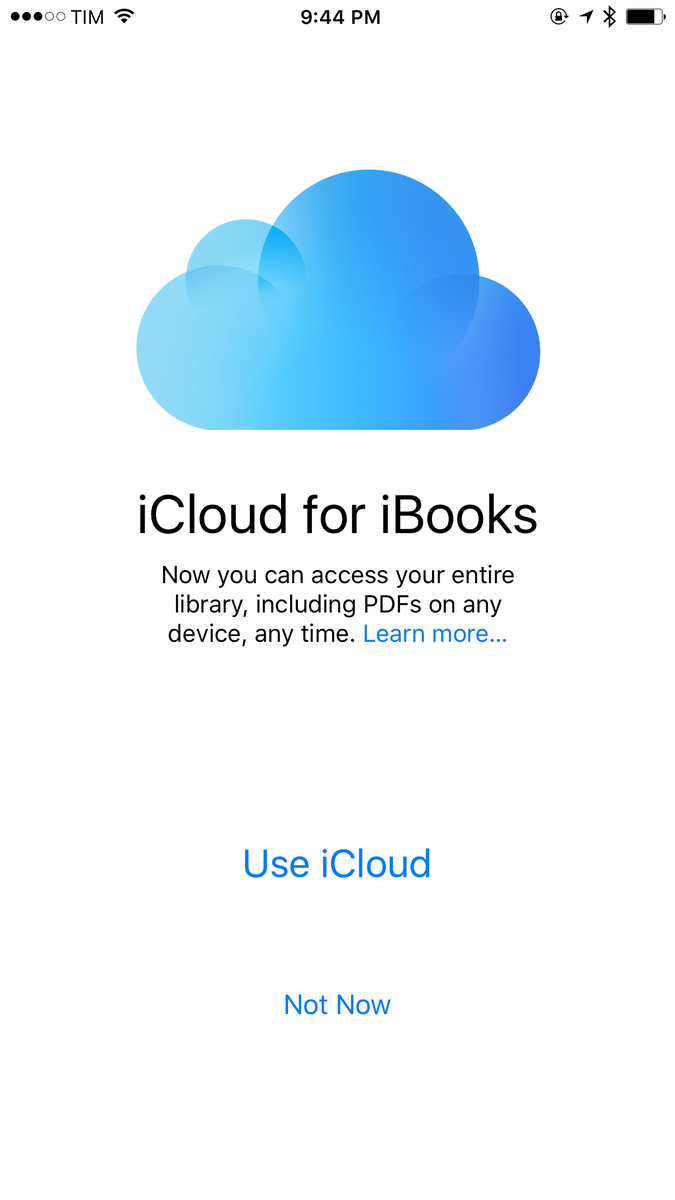 TIM 9:44 PM
iCloud for iBooks
Now you can access your entire
library, including PDFs on any
device, any time. Learn more...
Use iCloud
Not Now